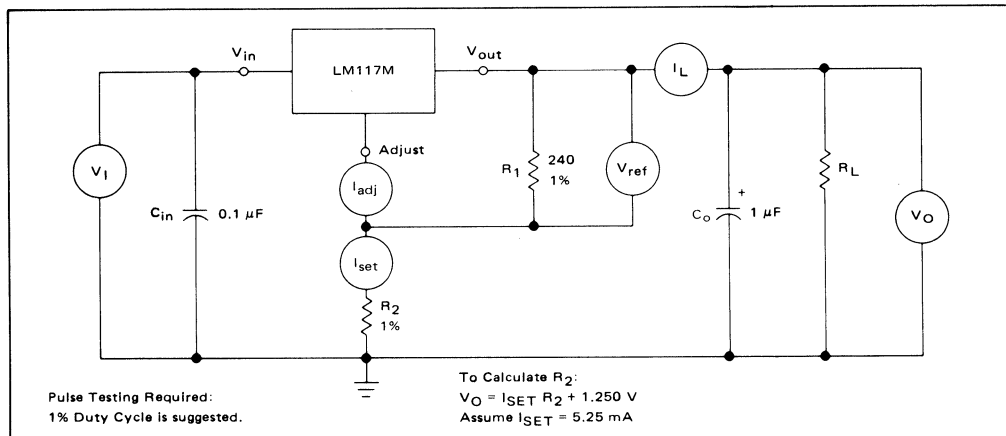 Vin
LM117M
Vout
IL
Adjust
VI
Cin
0.1 μF
Iadj
R1
240
1%
Vref
Iset
R2
1%
+
Co
1 μF
RL
VO
Pulse Testing Required:
1% Duty Cycle is suggested.
To Calculate R2:
VO = ISET R2 + 1.250 V
Assume ISET = 5.25 mA